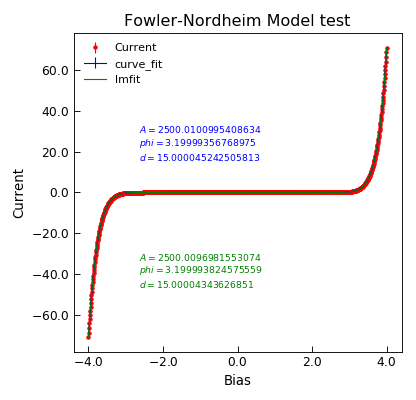 Fowler-Nordheim Model test
Current
curve_fit
lmfit
60.0
40.0
20.0
0.0
−20.0
−40.0
−60.0
A = 2500.0100995408634
phi = 3.19999356768975
d = 15.000045242505813
A = 2500.0096981553074
phi = 3.199993824575559
d = 15.00004343626851
Current
−4.0
−2.0
0.0
2.0
4.0
Bias